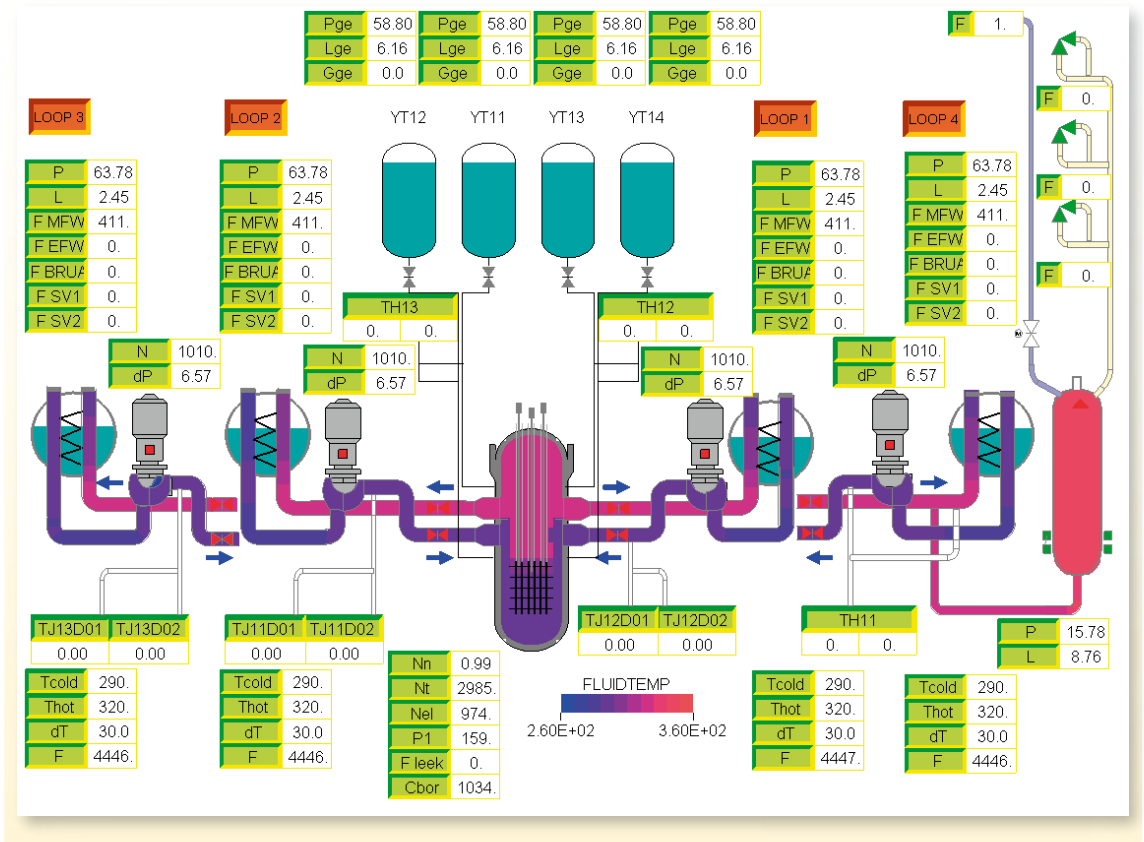 Pge 58.80 Pge 58.80 Pge 58.80 Pge 58.80 F 1.
Lge 6.16 Lge 6.16 Lge 6.16 Lge 6.16
Gge 0.0 Gge 0.0 Gge 0.0 Gge 0.0
F 0.
LOOP 3 LOOP 2 YT12 YT11 YT13 YT14 LOOP 1 LOOP 4
P 63.78 P 63.78 P 63.78 P 63.78
L 2.45 L 2.45 L 2.45 L 2.45 F 0.
F MFW 411. F MFW 411. F MFW 411. F MFW 411.
F EFW 0. F EFW 0. F EFW 0. F EFW 0.
F BRUA 0. F BRUA 0. F BRUA 0. F BRUA 0. F 0.
F SV1 0. F SV1 0. F SV1 0. F SV1 0.
F SV2 0. F SV2 0. F SV2 0. F SV2 0.
TH13 TH12
0. 0. 0. 0.
M
N 1010. N 1010. N 1010. N 1010.
dP 6.57 dP 6.57 dP 6.57 dP 6.57
TJ13D01 TJ13D02 TJ11D01 TJ11D02 TJ12D01 TJ12D02 TH11
0.00 0.00 0.00 0.00 0.00 0.00 0. 0.
P 15.78
L 8.76
Tcold 290. Tcold 290. Nn 0.99 FLUIDTEMP Tcold 290. Tcold 290.
Thot 320. Thot 320. Nt 2985. 2.60E+02 3.60E+02 Thot 320. Thot 320.
dT 30.0 dT 30.0 Nel 974. dT 30.0 dT 30.0
F 4446. F 4446. P1 159. F 4447. F 4446.
F leek 0.
Cbor 1034.